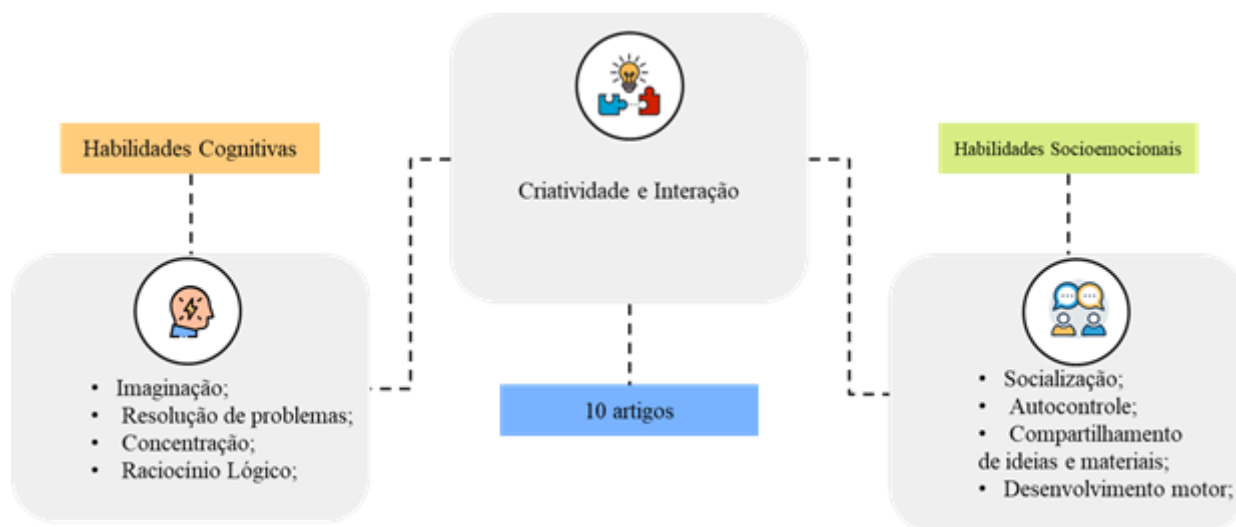 Criatividade e Interação
Habilidades Cognitivas
• Imaginação;
• Resolução de problemas;
• Concentração;
• Raciocínio Lógico;
10 artigos
Habilidades Socioemocionais
• Socialização;
• Autocontrole;
• Compartilhamento
de ideias e materiais;
• Desenvolvimento motor;